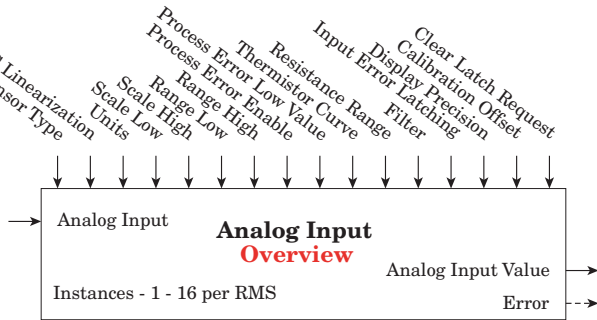 nsor Type
Linearization
Units
Scale Low
Scale High
Range Low
Range High
Process Error Enable
Process Error Low Value
Thermistor Curve
Resistance Range
Filter
Input Error Latching
Display Precision
Calibration Offset
Clear Latch Request
Analog Input
Analog Input
Overview
Analog Input Value
Instances - 1 - 16 per RMS
Error